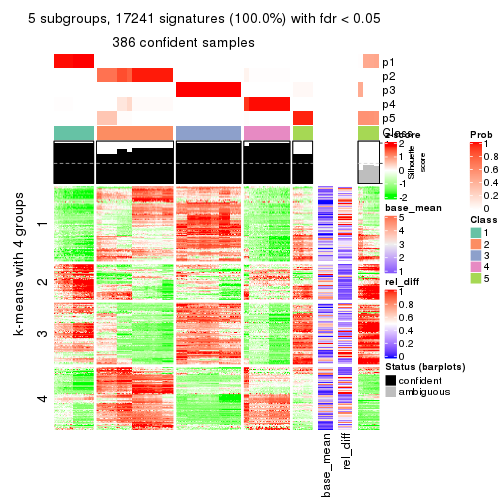 5 subgroups, 17241 signatures (100.0%) with fdr < 0.05
386 confident samples
p1
p2
p3
p4
p5
Class
z-score
2
1
0
-1
-2
Silhouette
score
Prob
1
0.8
0.6
0.4
0.2
0
base_mean
5
4
3
2
1
Class
1
2
3
4
5
rel_diff
1
0.8
0.6
0.4
0.2
0
Status (barplots)
confident
ambiguous
k-means with 4 groups
1
2
3
4
base_mean
rel_diff